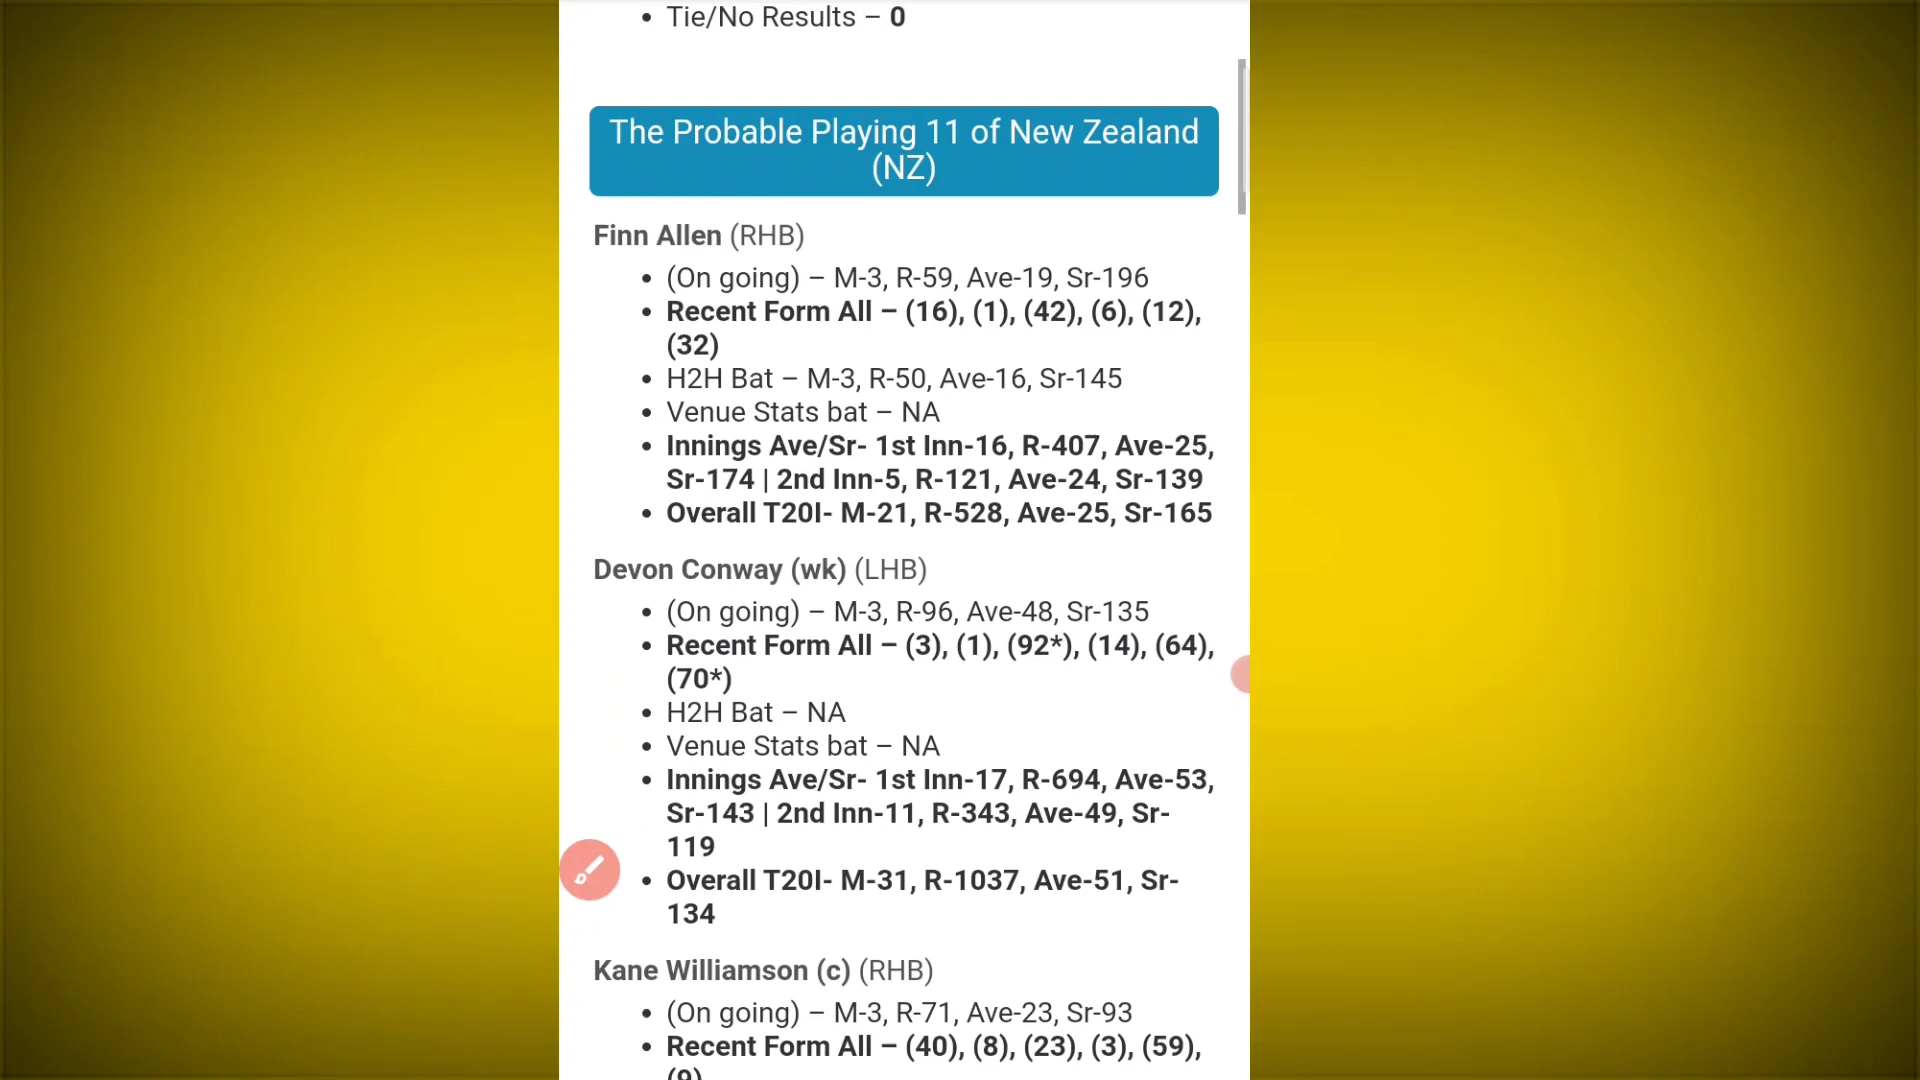 • Tie/No Results – 0
The Probable Playing 11 of New Zealand
(NZ)
Finn Allen (RHB)
• (On going) – M-3, R-59, Ave-19, Sr-196
• Recent Form All – (16), (1), (42), (6), (12),
(32)
• H2H Bat – M-3, R-50, Ave-16, Sr-145
• Venue Stats bat – NA
• Innings Ave/Sr- 1st Inn-16, R-407, Ave-25,
Sr-174 | 2nd Inn-5, R-121, Ave-24, Sr-139
• Overall T20I- M-21, R-528, Ave-25, Sr-165
Devon Conway (wk) (LHB)
• (On going) – M-3, R-96, Ave-48, Sr-135
• Recent Form All – (3), (1), (92*), (14), (64),
(70*)
• H2H Bat – NA
• Venue Stats bat – NA
• Innings Ave/Sr- 1st Inn-17, R-694, Ave-53,
Sr-143 | 2nd Inn-11, R-343, Ave-49, Sr-
119
• Overall T20I- M-31, R-1037, Ave-51, Sr-
134
Kane Williamson (c) (RHB)
• (On going) – M-3, R-71, Ave-23, Sr-93
• Recent Form All – (40), (8), (23), (3), (59),
(9)